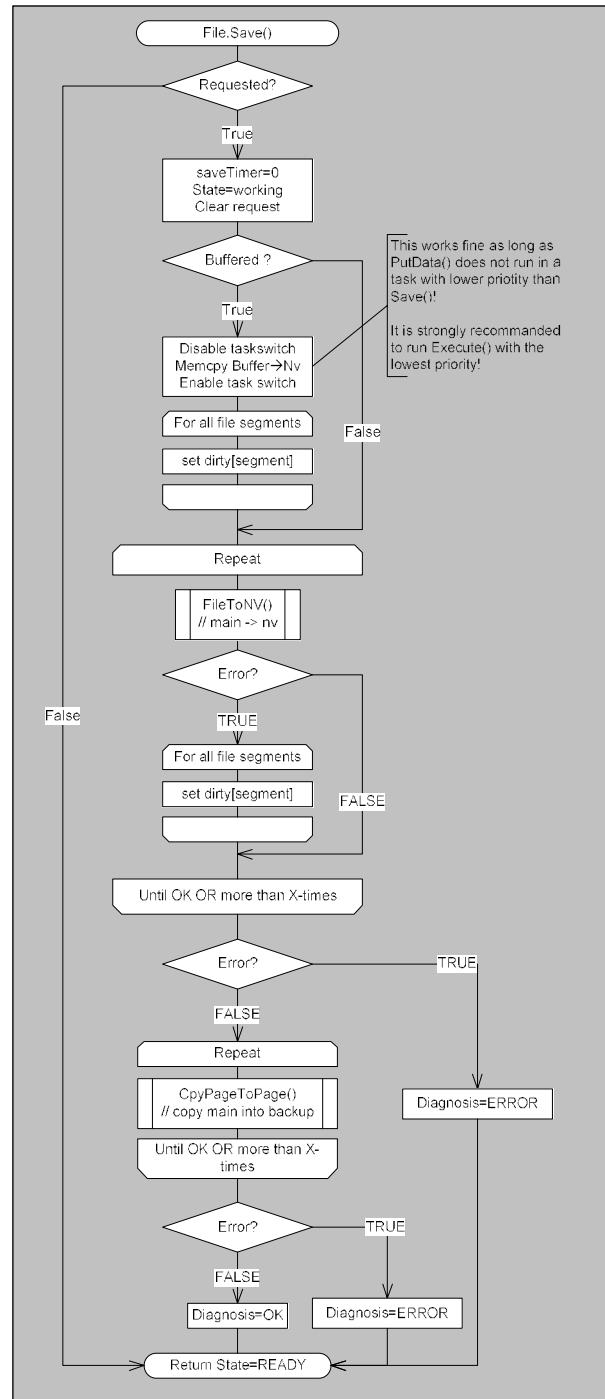 File.Save()
Requested?
True
saveTimer=0
State=working
Clear request
Buffered ?
This works fine as long as
PutData() does not run in a
task with lower priotity than
Save()!
It is strongly recommanded
to run Execute() with the
lowest priority!
True
Disable taskswitch
Memcpy Buffer→Nv
Enable task switch
For all file segments
False
set dirty[segment]
Repeat
FileToNV()
// main -> nv
Error?
False
TRUE
For all file segments
set dirty[segment]
FALSE
Until OK OR more than X-times
Error?
TRUE
FALSE
Repeat
CpyPageToPage()
// copy main into backup
Diagnosis=ERROR
Until OK OR more than X-
times
Error?
TRUE
FALSE
Diagnosis=OK
Diagnosis=ERROR
Return State=READY